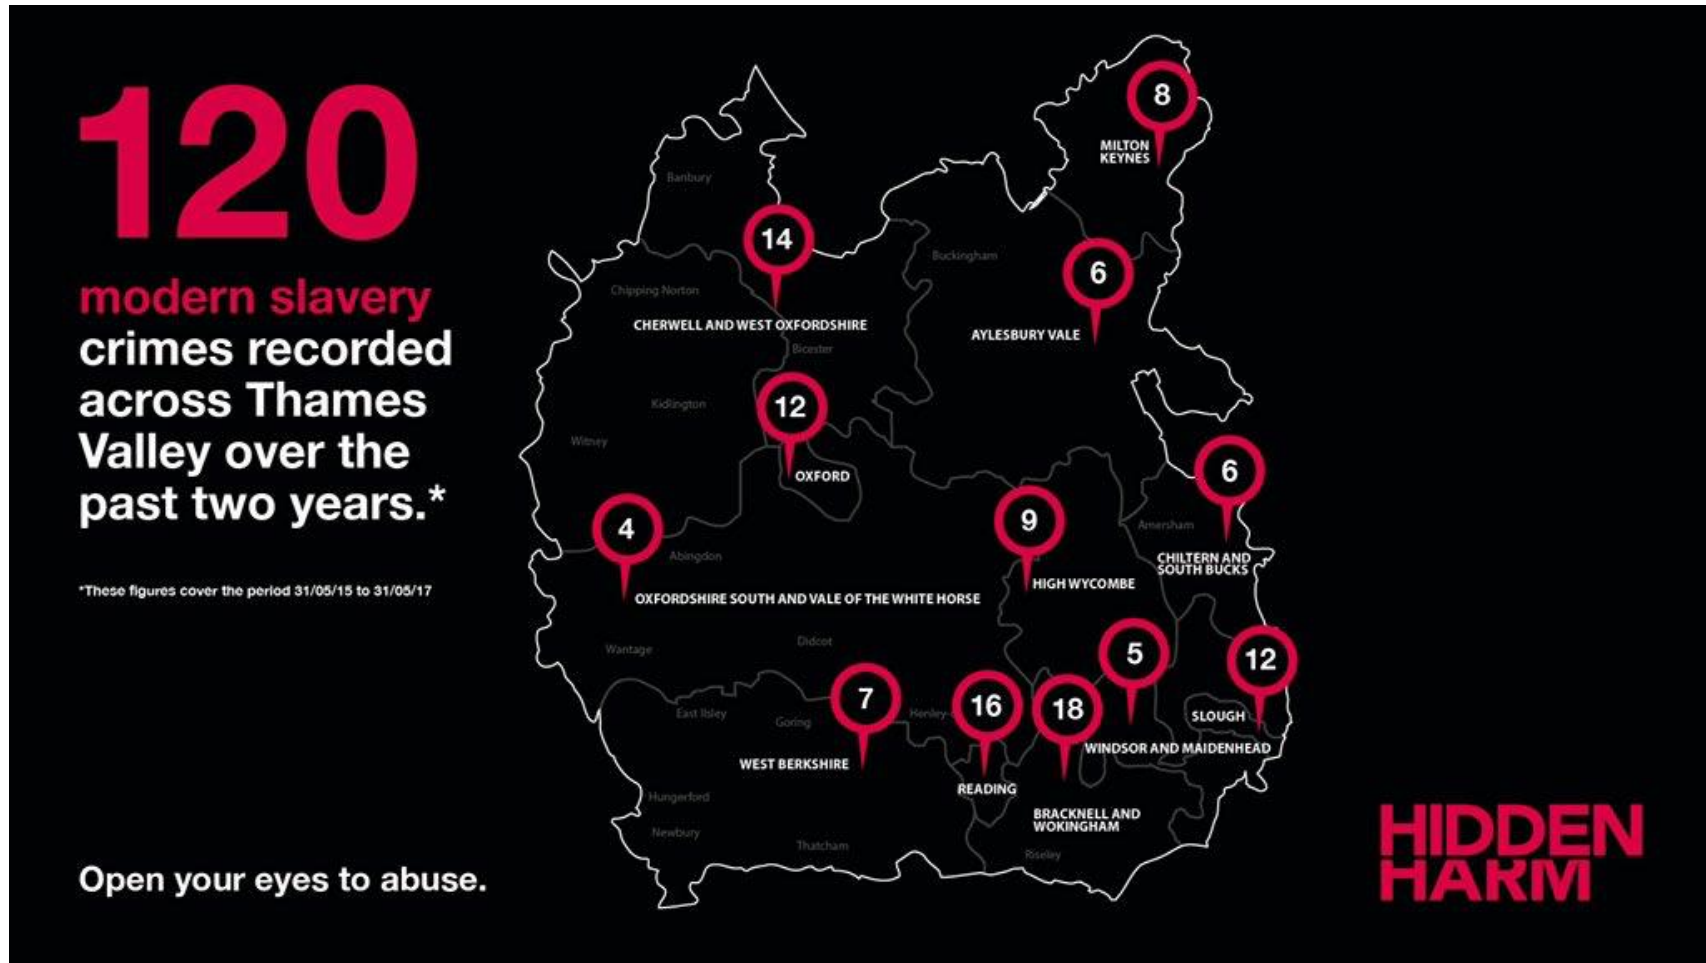 120
modern slavery
crimes recorded
across Thames
Valley over the
past two years.*
*These figures cover the period 31/05/15 to 31/05/17
Open your eyes to abuse.
8
MILTON
KEYNES
Banbury
14
Buckingham
6
Chipping Norton
CHERWELL AND WEST OXFORDSHIRE
AYLESBURY VALE
Bicester
Kidlington
12
Witney
OXFORD
6
4
9
Amersham
Abingdon
CHILTERN AND
SOUTH BUCKS
HIGH WYCOMBE
OXFORDSHIRE SOUTH AND VALE OF THE WHITE HORSE
Wantage
Didcot
5
12
7
16
18
East Ilsley
Goring
Henley-
SLOUGH
WINDSOR AND MAIDENHEAD
WEST BERKSHIRE
READING
Hungerford
BRACKNELL AND
WOKINGHAM
Newbury
Thatcham
Riseley
HIDDEN
HARM